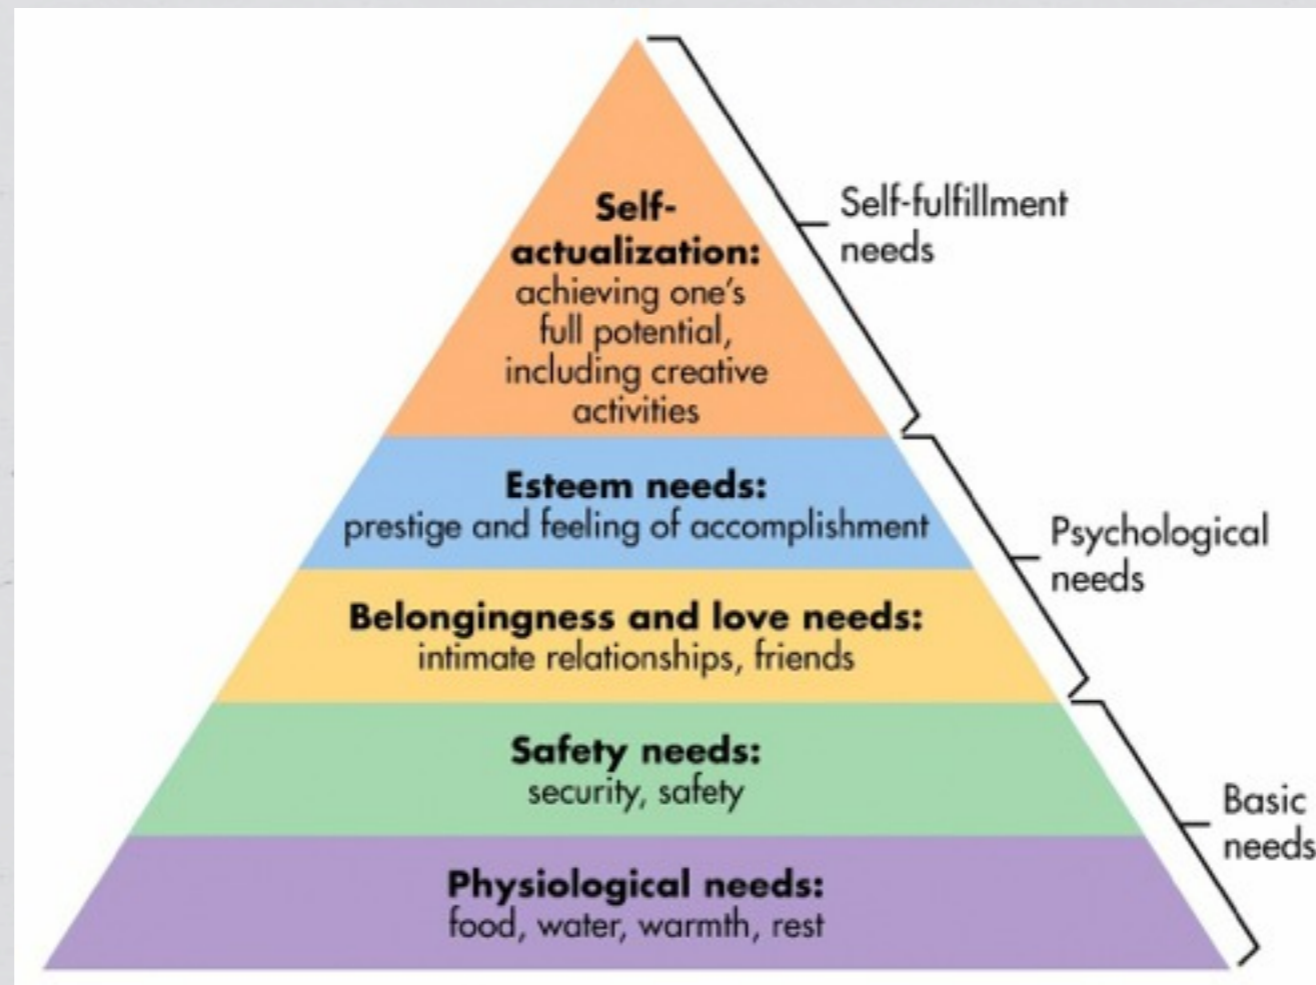 Self-
actualization:
achieving one's
full potential,
including creative
activities
Self-fulfillment
needs
Esteem needs:
prestige and feeling of accomplishment
Psychological
needs
Belongingness and love needs:
intimate relationships, friends
Safety needs:
security, safety
Basic
needs
Physiological needs:
food, water, warmth, rest